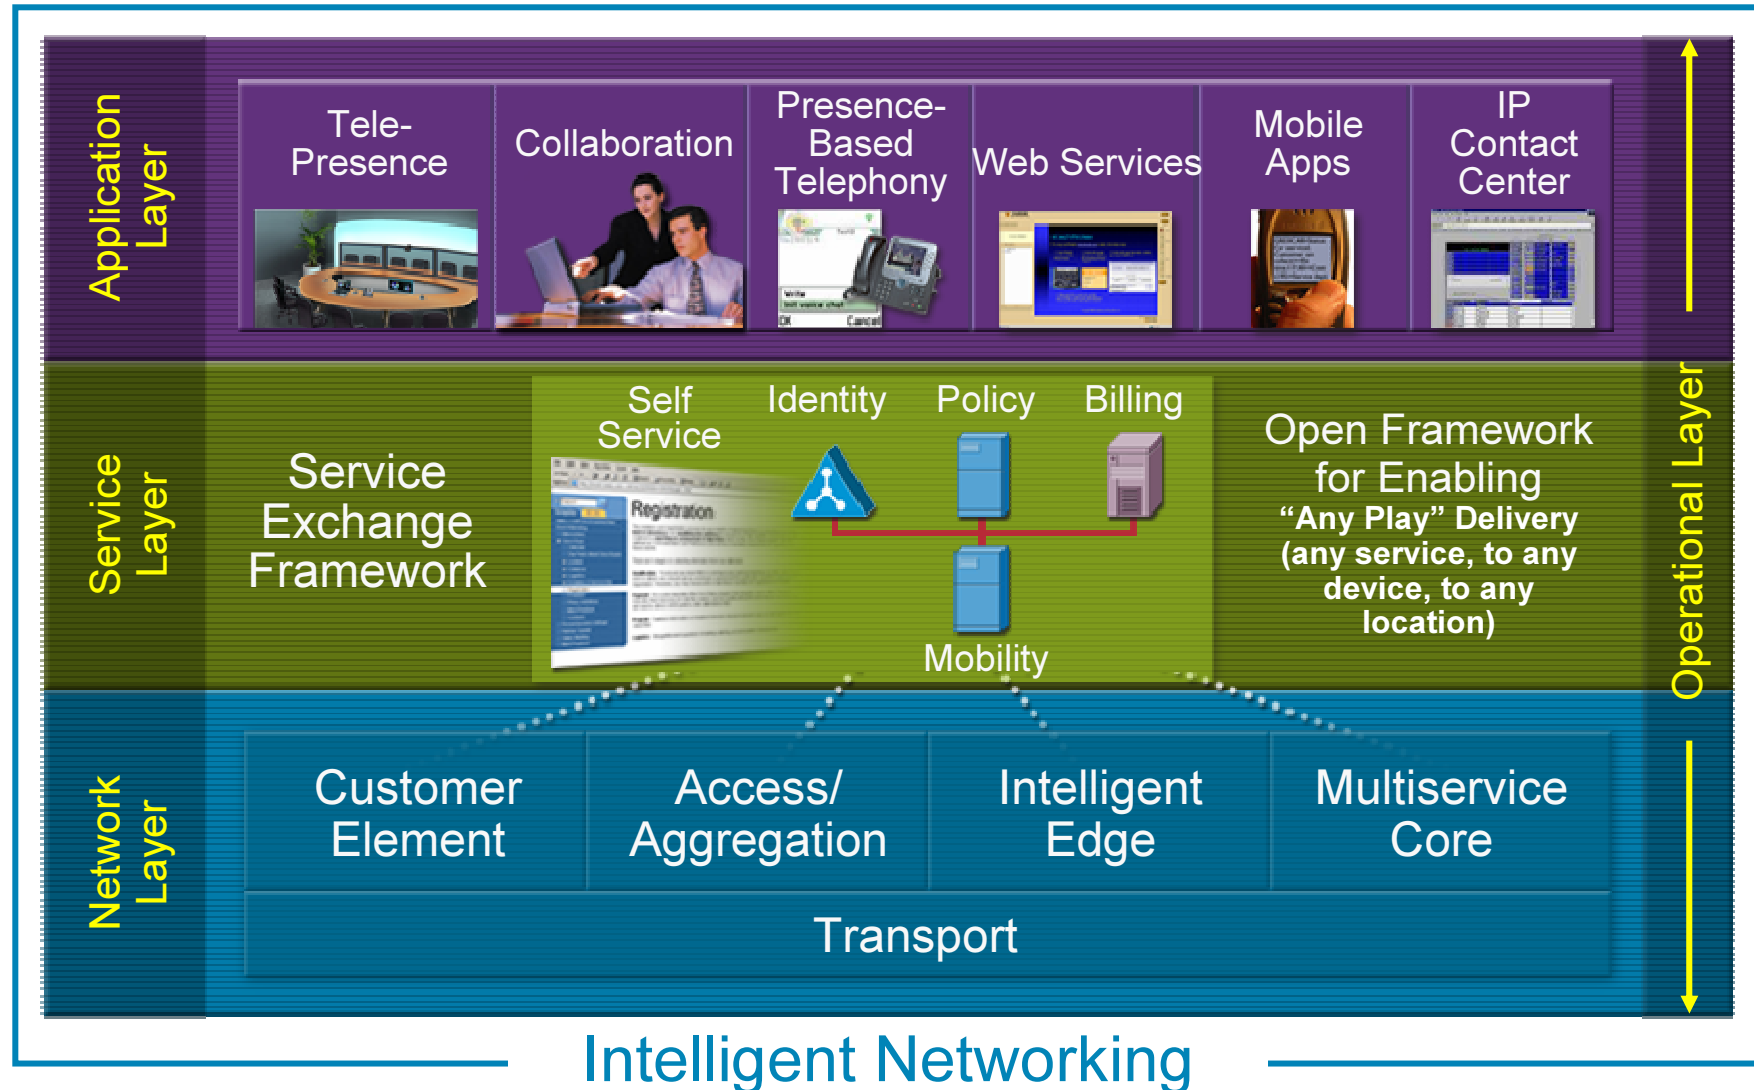 Application
Layer
Tele-
Presence
Collaboration
Presence-
Based
Telephony
Write
OK
Cancel
Web Services
Mobile
Apps
IP
Contact
Center
Service
Layer
Service
Exchange
Framework
Self
Service
Registration
Identity
Policy
Billing
Mobility
Open Framework
for Enabling
“Any Play” Delivery
(any service, to any
device, to any
location)
Operational Layer
Network
Layer
Customer
Element
Access/
Aggregation
Intelligent
Edge
Multiservice
Core
Transport
Intelligent Networking